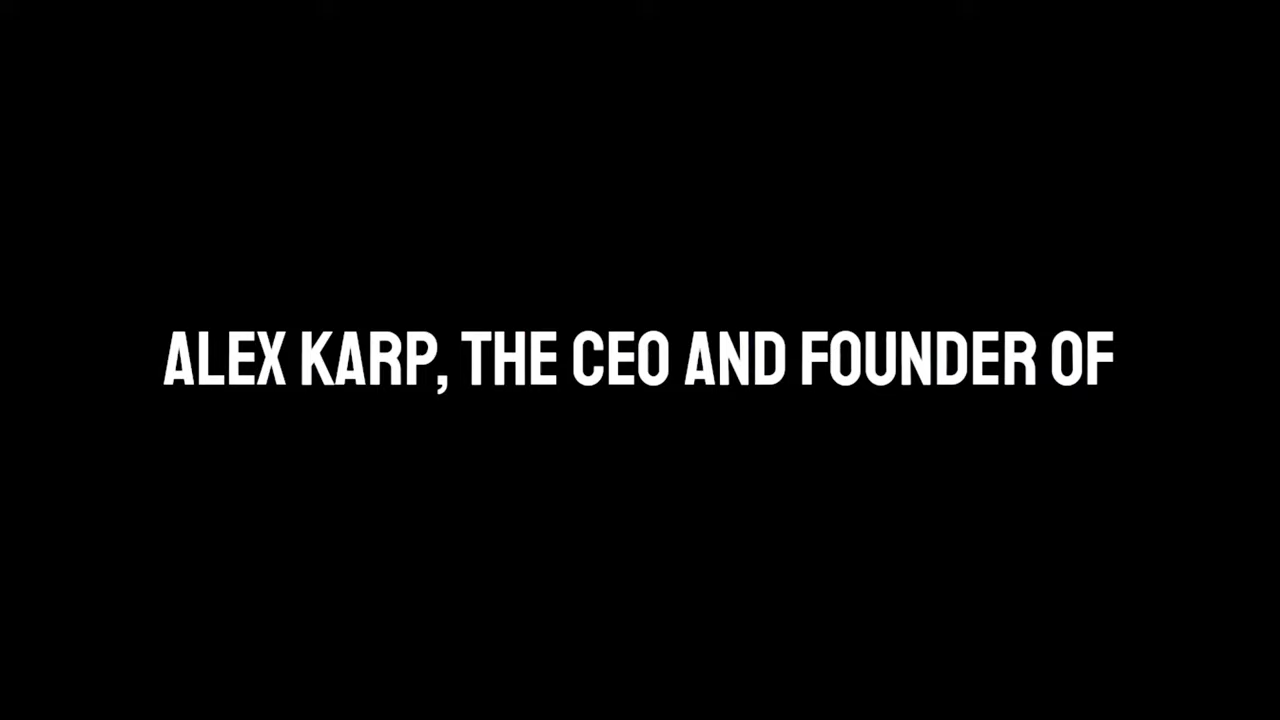 ALEX KARP, THE CEO AND FOUNDER OF